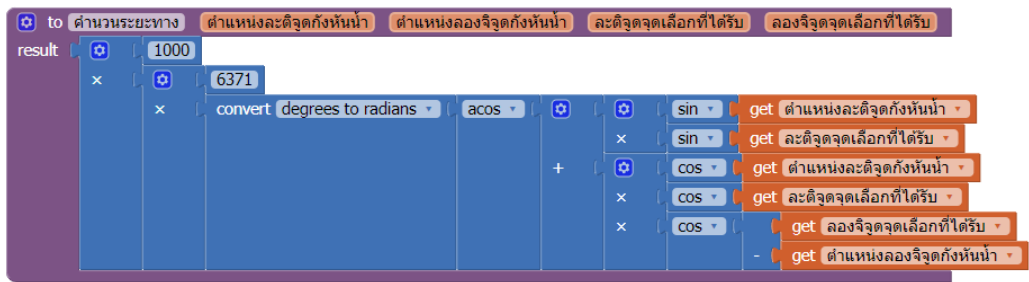 to คำนวนระยะทาง ตำแหน่งละติจูดกังหันน้ำ ตำแหน่งลองจิจูดกังหันน้ำ ละติจูดจุดเลือกที่ได้รับ ลองจิจูดจุดเลือกที่ได้รับ
result 1000
× 6371
× convert degrees to radians acos sin get ตำแหน่งละติจูดกังหันน้ำ
× sin get ละติจูดจุดเลือกที่ได้รับ
+ cos get ตำแหน่งละติจูดกังหันน้ำ
× cos get ละติจูดจุดเลือกที่ได้รับ
× cos get ลองจิจูดจุดเลือกที่ได้รับ
- get ตำแหน่งลองจิจูดกังหันน้ำ